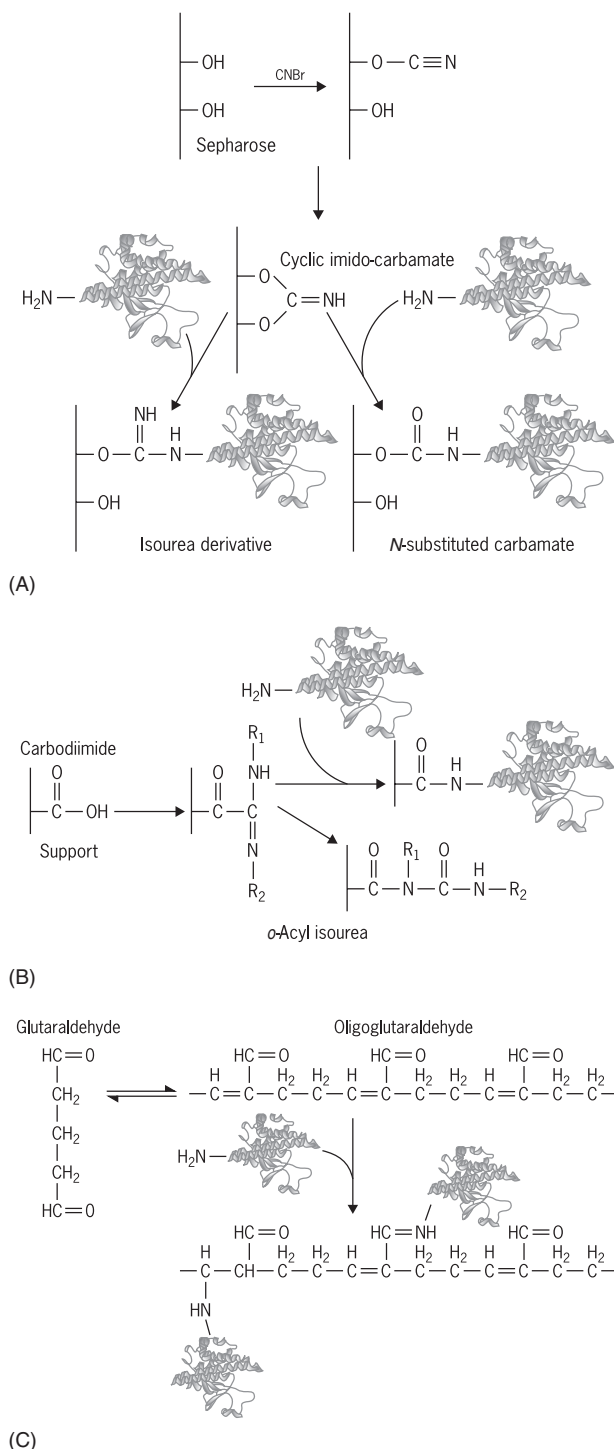 OH
CNBr
O — C≡N
OH
OH
Sepharose
Cyclic imido-carbamate
H2N
O
C=NH
O
H2N
NH
O
H
H
O — C — N
O — C — N
OH
OH
Isourea derivative
N-substituted carbamate
(A)
H2N
R1
Carbodiimide
O
O
NH
O
H
C — OH
C — C
C — N
Support
N
O
R1
O
H
R2
C — N — C — N — R2
o-Acyl isourea
(B)
Glutaraldehyde
Oligoglutaraldehyde
HC=O
HC=O
HC=O
HC=O
CH2
H
H2
H2
H
H2
H2
H
H2
H2
— C=C — C — C — C=C — C — C — C=C — C — C —
CH2
H2N
CH2
HC=O
HC=O
HC=NH
HC=O
H
H2
H2
H
H2
H2
H
H2
H2
— C — CH — C — C — C=C — C — C — C=C — C — C —
HN
(C)